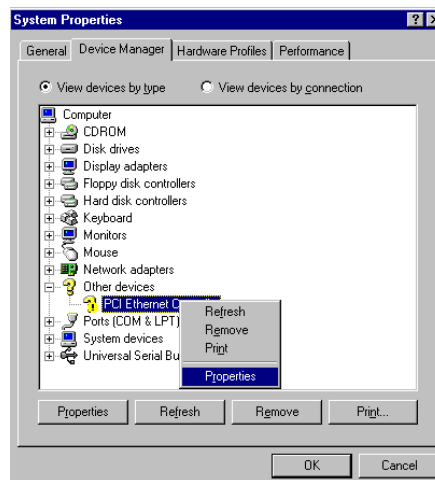 System Properties
General Device Manager Hardware Profiles Performance
View devices by type View devices by connection
Computer
CDROM
Disk drives
Display adapters
Floppy disk controllers
Hard disk controllers
Keyboard
Monitors
Mouse
Network adapters
Other devices
PCI Ethernet
Refresh
Ports (COM & LPT)
Remove
System devices
Print
Universal Serial Bu
Properties
Properties Refresh Remove Print...
OK Cancel